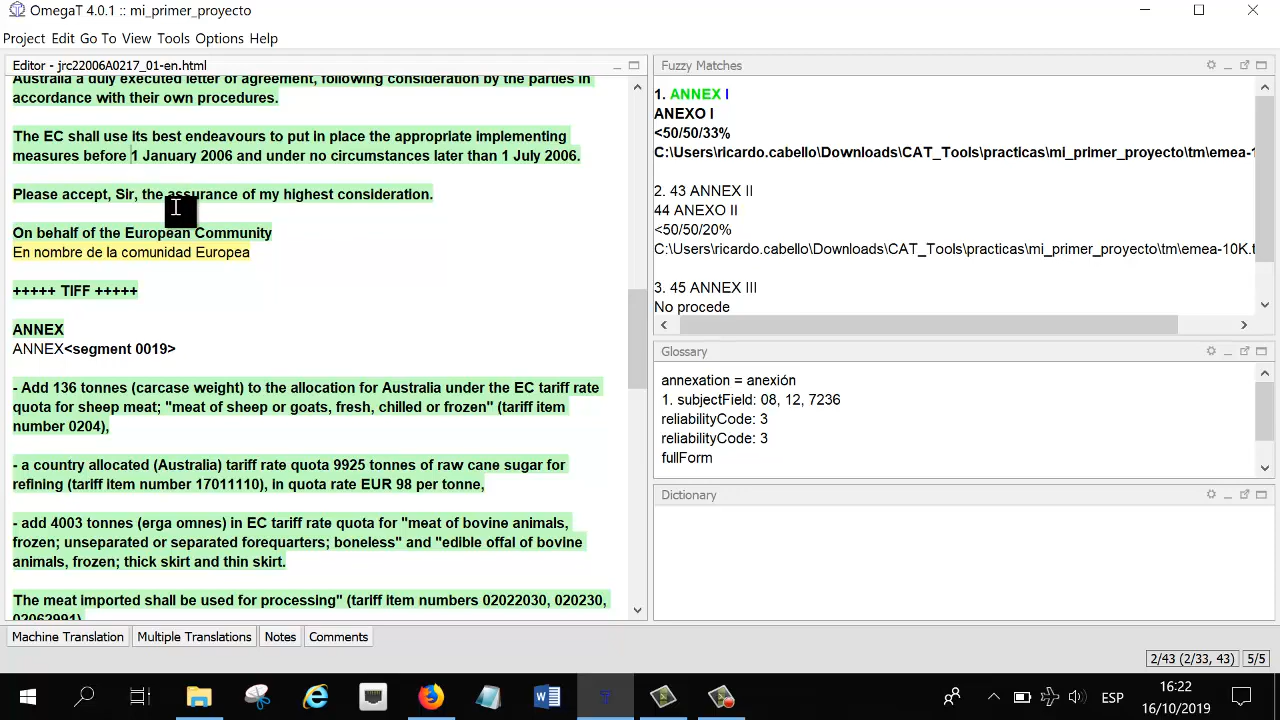 OmegaT 4.0.1 :: mi_primer_proyecto
Project Edit Go To View Tools Options Help
Editor - jrc22006A0217_01-en.html
Australia a duly executed letter of agreement, following consideration by the parties in
accordance with their own procedures.
The EC shall use its best endeavours to put in place the appropriate implementing
measures before 1 January 2006 and under no circumstances later than 1 July 2006.
Please accept, Sir, the assurance of my highest consideration.
On behalf of the European Community
En nombre de la comunidad Europea
+++++ TIFF +++++
ANNEX
ANNEX<segment 0019>
- Add 136 tonnes (carcase weight) to the allocation for Australia under the EC tariff rate
quota for sheep meat; "meat of sheep or goats, fresh, chilled or frozen" (tariff item
number 0204),
- a country allocated (Australia) tariff rate quota 9925 tonnes of raw cane sugar for
refining (tariff item number 17011110), in quota rate EUR 98 per tonne,
- add 4003 tonnes (erga omnes) in EC tariff rate quota for "meat of bovine animals,
frozen; unseparated or separated forequarters; boneless" and "edible offal of bovine
animals, frozen; thick skirt and thin skirt.
The meat imported shall be used for processing" (tariff item numbers 02022030, 020230,
02062991)
Fuzzy Matches
1. ANNEX I
ANEXO I
<50/50/33%
C:\Users\ricardo.cabello\Downloads\CAT_Tools\practicas\mi_primer_proyecto\tm\emea-1
2. 43 ANNEX II
44 ANEXO II
<50/50/20%
C:\Users\ricardo.cabello\Downloads\CAT_Tools\practicas\mi_primer_proyecto\tm\emea-10K.t
3. 45 ANNEX III
No procede
Glossary
annexation = anexión
1. subjectField: 08, 12, 7236
reliabilityCode: 3
reliabilityCode: 3
fullForm
Dictionary
Machine Translation Multiple Translations Notes Comments
2/43 (2/33, 43) 5/5
ESP
16:22
16/10/2019